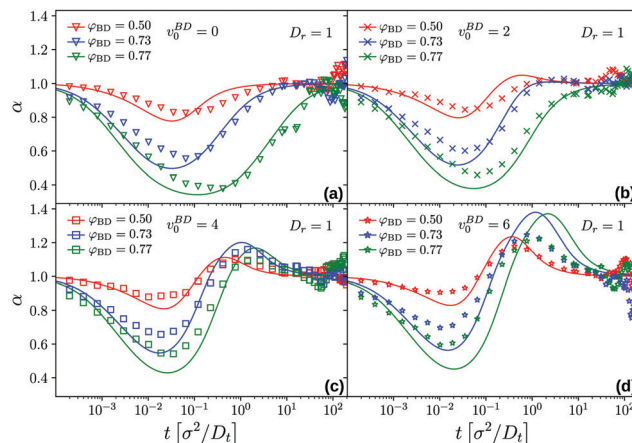 1.4
1.2
1.0
0.8
0.6
0.4
α
φBD = 0.50
φBD = 0.73
φBD = 0.77
v₀ᴮᴰ = 0
Dr = 1
(a)
φBD = 0.50
φBD = 0.73
φBD = 0.77
v₀ᴮᴰ = 2
Dr = 1
(b)
1.4
1.2
1.0
0.8
0.6
0.4
α
φBD = 0.50
φBD = 0.73
φBD = 0.77
v₀ᴮᴰ = 4
Dr = 1
(c)
φBD = 0.50
φBD = 0.73
φBD = 0.77
v₀ᴮᴰ = 6
Dr = 1
(d)
10⁻³ 10⁻² 10⁻¹ 10⁰ 10¹ 10²
10⁻³ 10⁻² 10⁻¹ 10⁰ 10¹ 10²
t [σ²/Dt]
t [σ²/Dt]